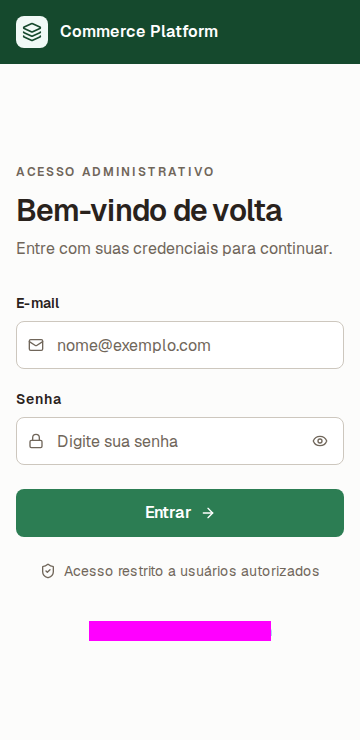 Commerce Platform
ACESSO ADMINISTRATIVO
Bem-vindo de volta
Entre com suas credenciais para continuar.
E-mail
nome@exemplo.com
Senha
Digite sua senha
Entrar
Acesso restrito a usuários autorizados